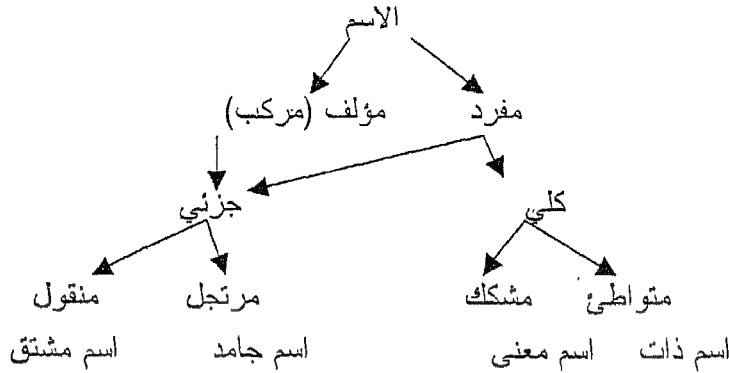 الاسم
مفرد مؤلف (مركب)
كلي جزئي
متواطئ مشكك مرتجل منقول
اسم ذات اسم معنى اسم جامد اسم مشتق